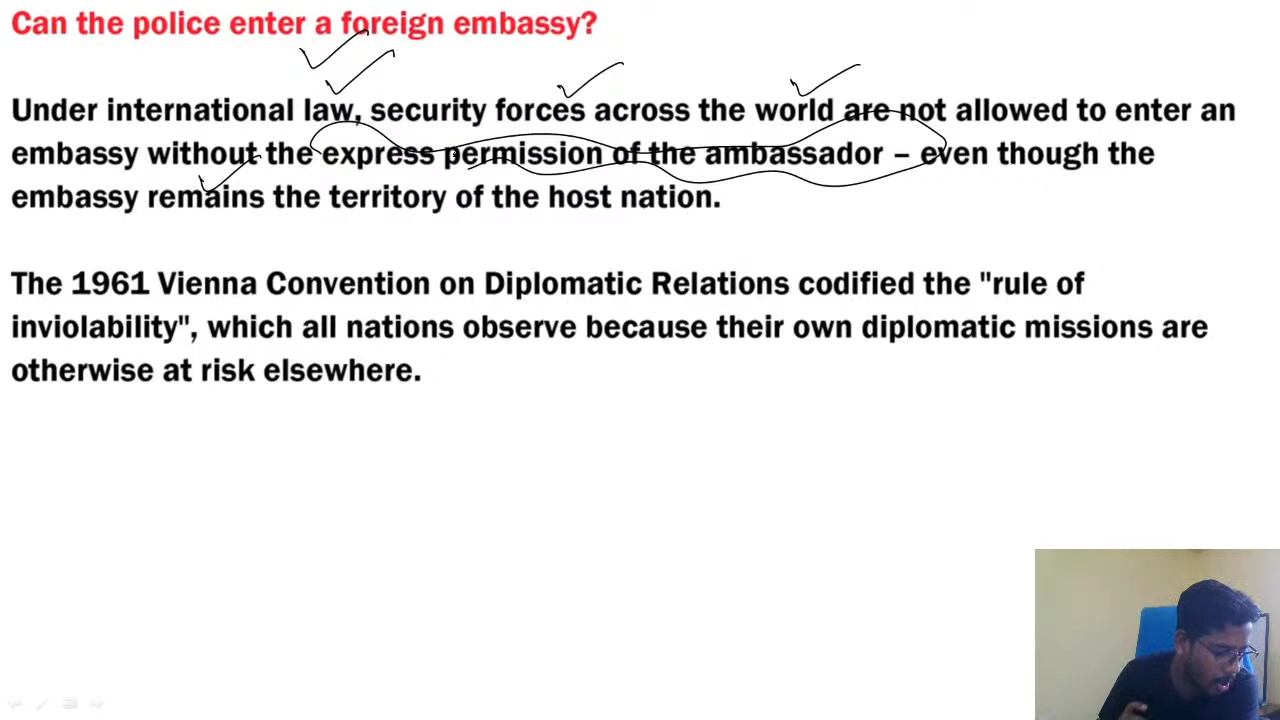 Can the police enter a foreign embassy?
Under international law, security forces across the world are not allowed to enter an
embassy without the express permission of the ambassador – even though the
embassy remains the territory of the host nation.
The 1961 Vienna Convention on Diplomatic Relations codified the "rule of
inviolability", which all nations observe because their own diplomatic missions are
otherwise at risk elsewhere.